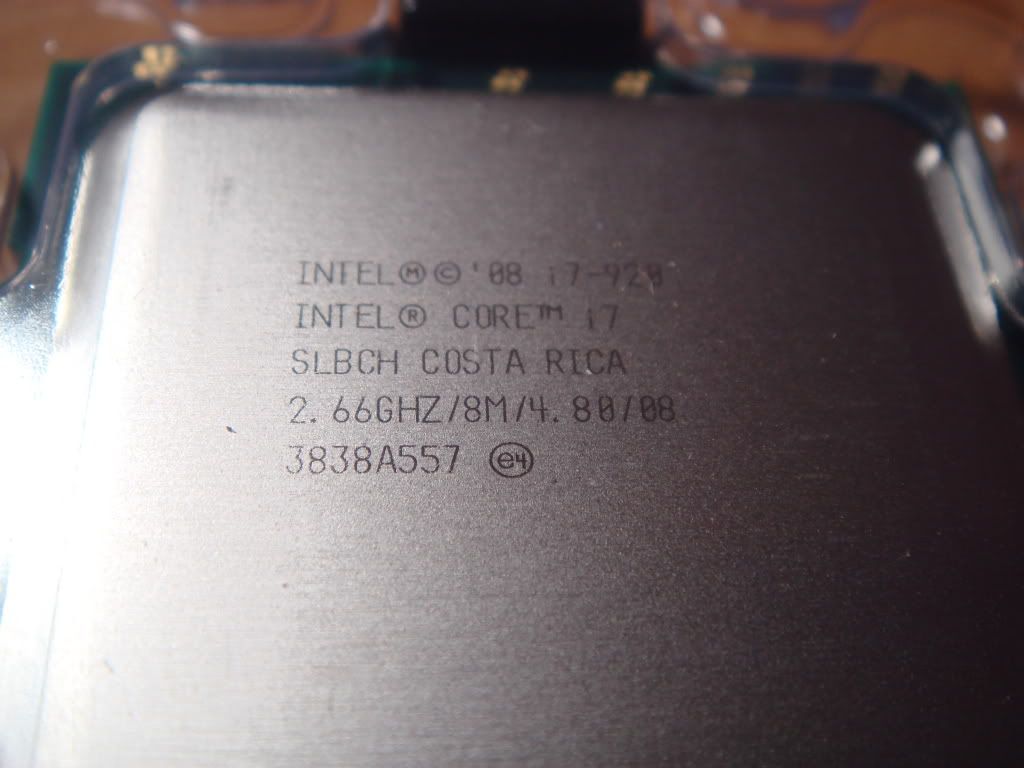 INTEL Ⓜ © '08 i7-920
INTEL® CORE™ i7
SLBCH COSTA RICA
2.66GHZ/8M/4.80/08
3838A557 e4